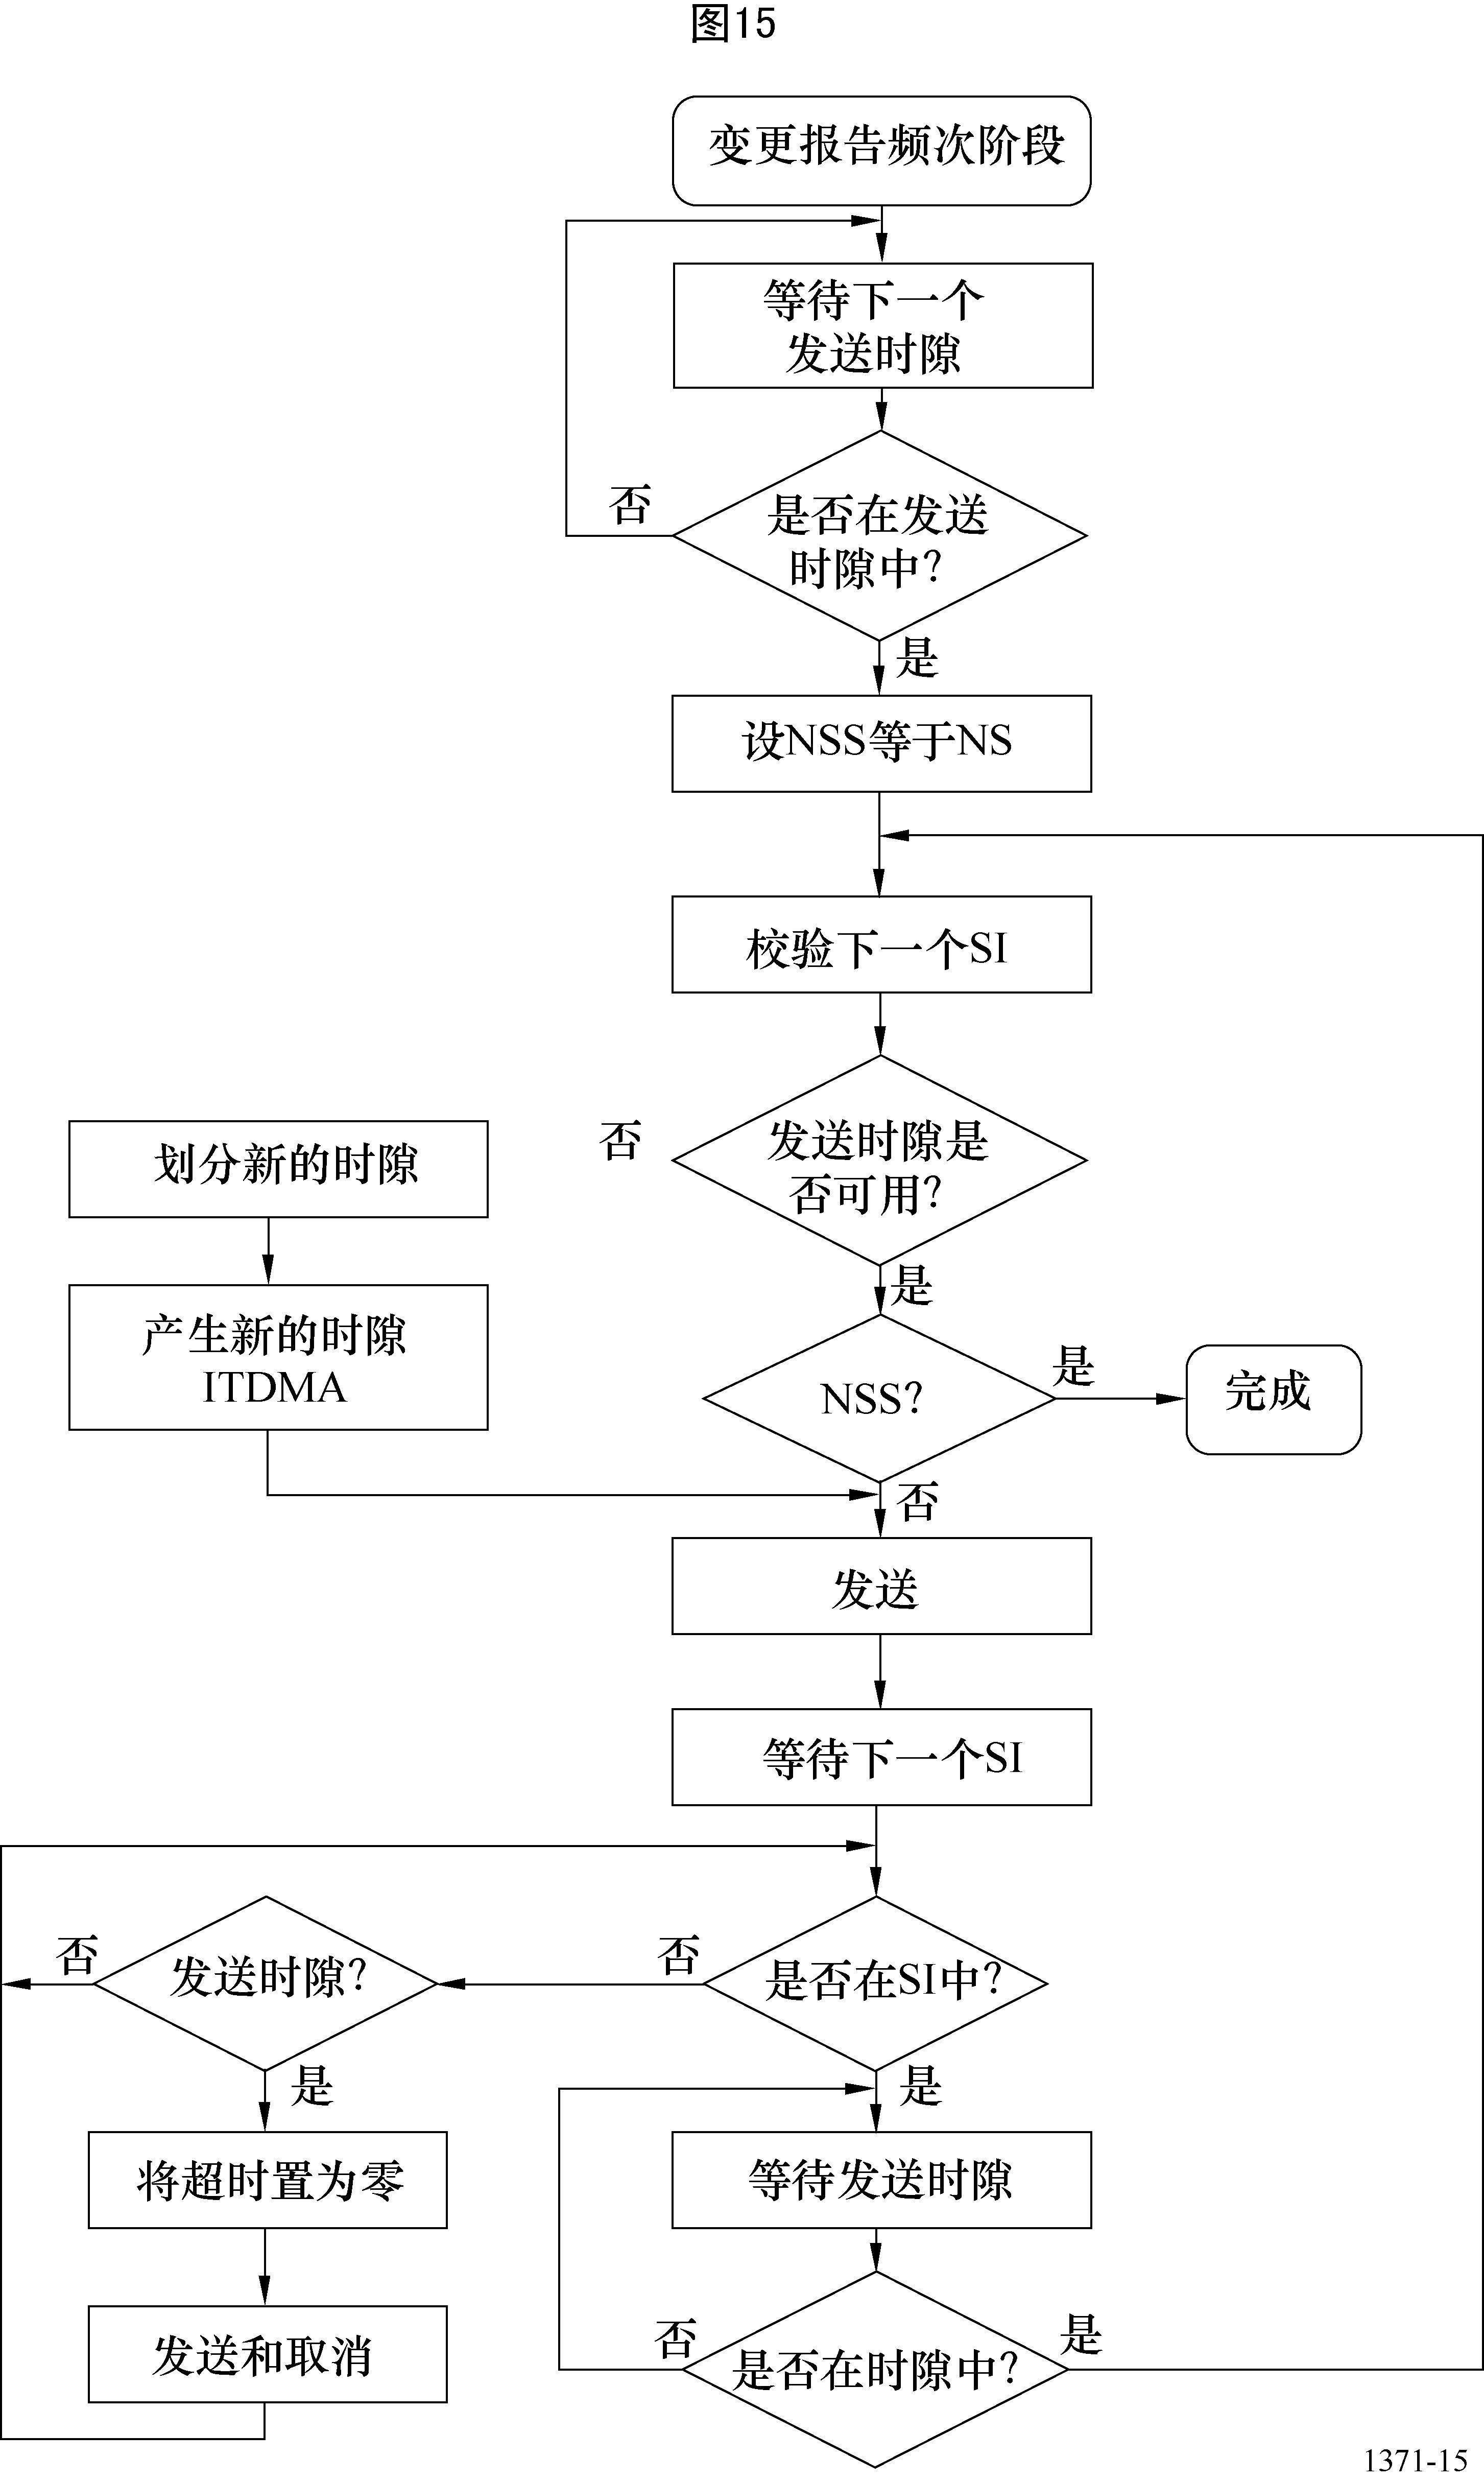 图15
变更报告频次阶段
等待下一个
发送时隙
否
是否在发送
时隙中?
是
设NSS等于NS
校验下一个SI
划分新的时隙
否
发送时隙是
否可用?
是
产生新的时隙
ITDMA
NSS?
是
完成
否
发送
等待下一个SI
否
发送时隙?
否
是否在SI中?
是
是
将超时置为零
等待发送时隙
发送和取消
否
是否在时隙中?
是
1371-15